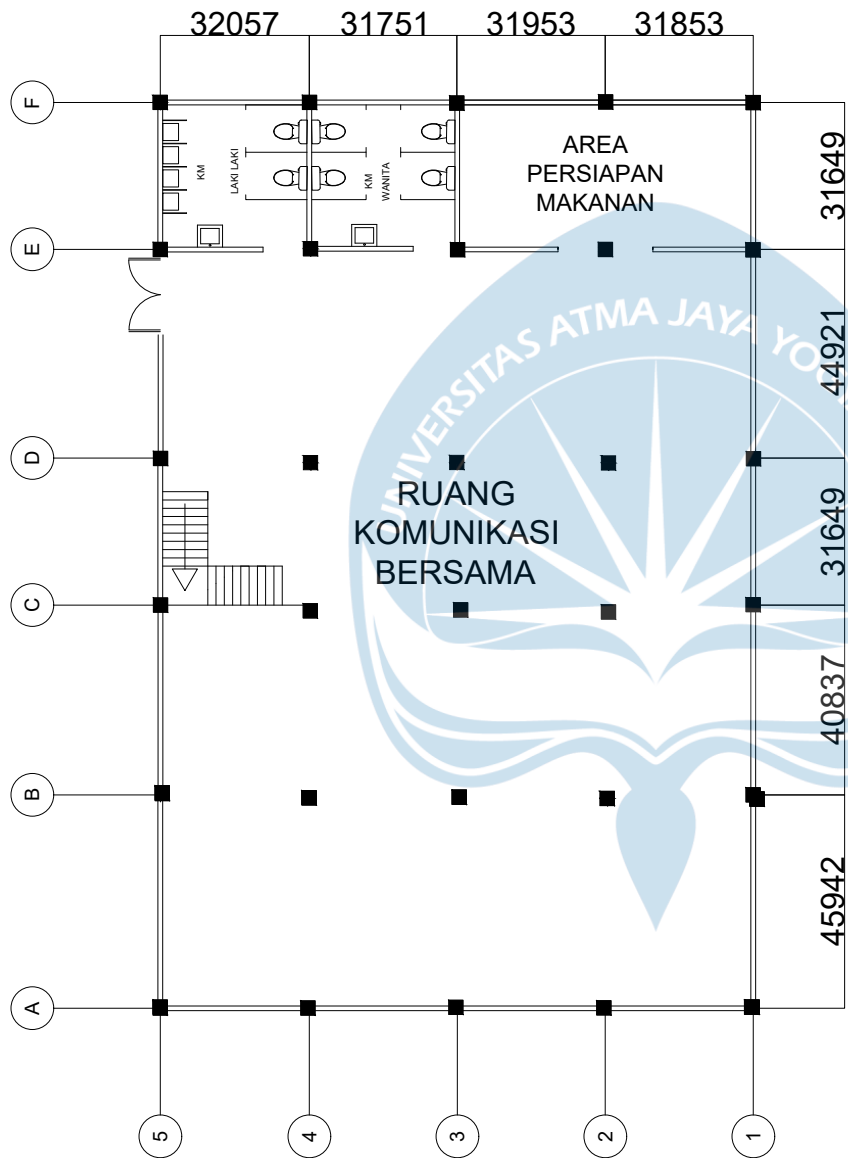 32057 31751 31953 31853
F
E
D
C
B
A
5
4
3
2
1
31649
44921
31649
40837
45942
KM
LAKI LAKI
KM
WANITA
AREA
PERSIAPAN
MAKANAN
RUANG
KOMUNIKASI
BERSAMA
UNIVERSITAS ATMA JAYA